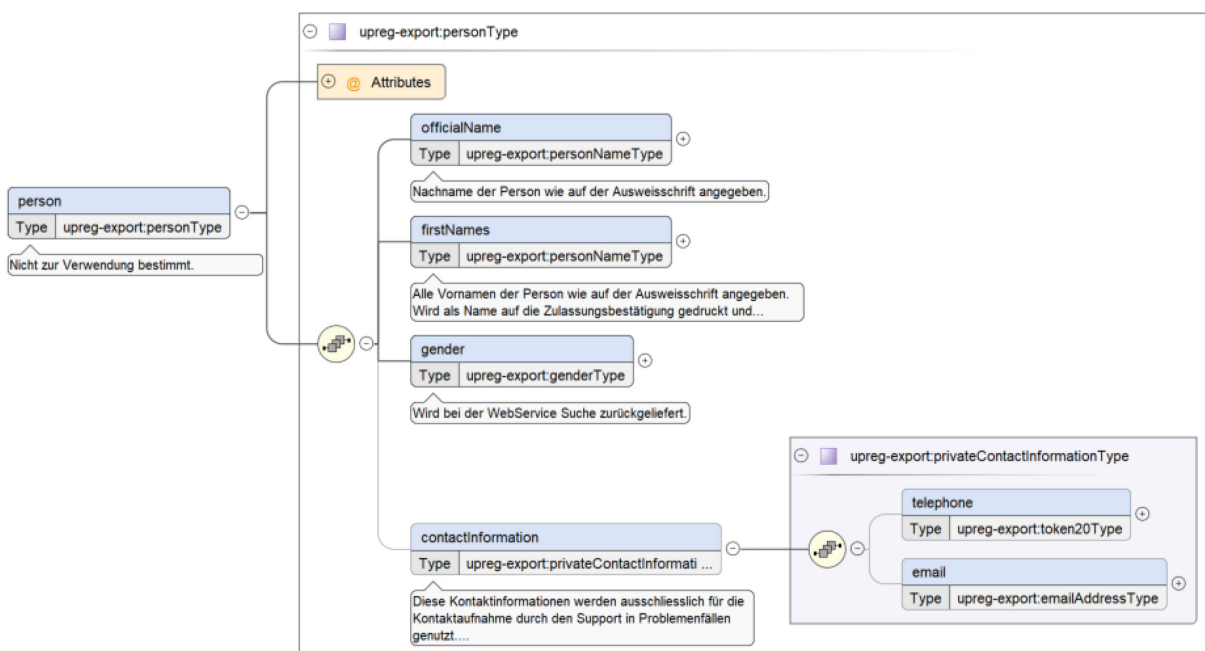 upreg-export:personType
@ Attributes
officialName
Type upreg-export:personNameType
Nachname der Person wie auf der Ausweisschrift angegeben.
person
Type upreg-export:personType
Nicht zur Verwendung bestimmt.
firstNames
Type upreg-export:personNameType
Alle Vornamen der Person wie auf der Ausweisschrift angegeben.
Wird als Name auf die Zulassungsbestätigung gedruckt und...
gender
Type upreg-export:genderType
Wird bei der WebService Suche zurückgeliefert.
contactInformation
Type upreg-export:privateContactInformati ...
Diese Kontaktinformationen werden ausschliesslich für die
Kontaktaufnahme durch den Support in Problemenfällen
genutzt....
upreg-export:privateContactInformationType
telephone
Type upreg-export:token20Type
email
Type upreg-export:emailAddressType